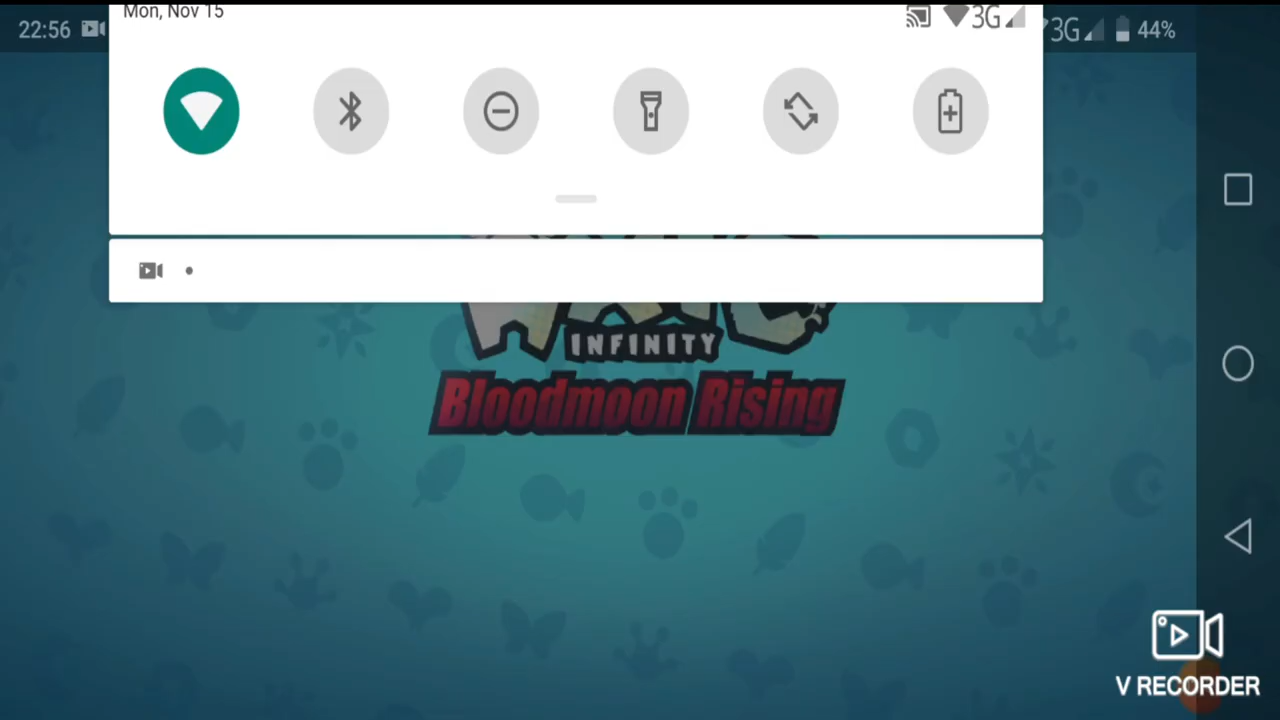 Mon, Nov 15
3G
22:56
3G 44%
INFINITY
Bloodmoon Rising
V RECORDER